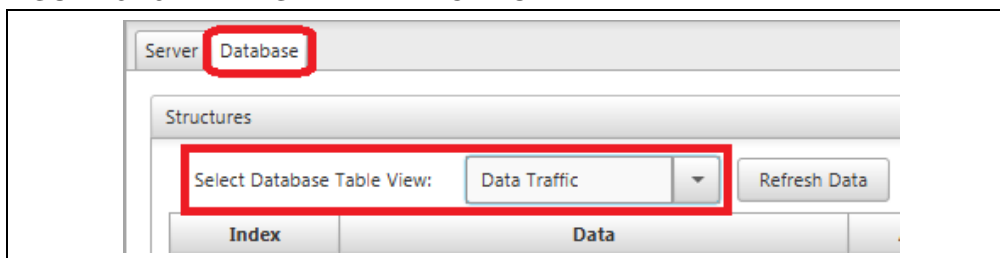 Server Database
Structures
Select Database Table View: Data Traffic Refresh Data
Index Data